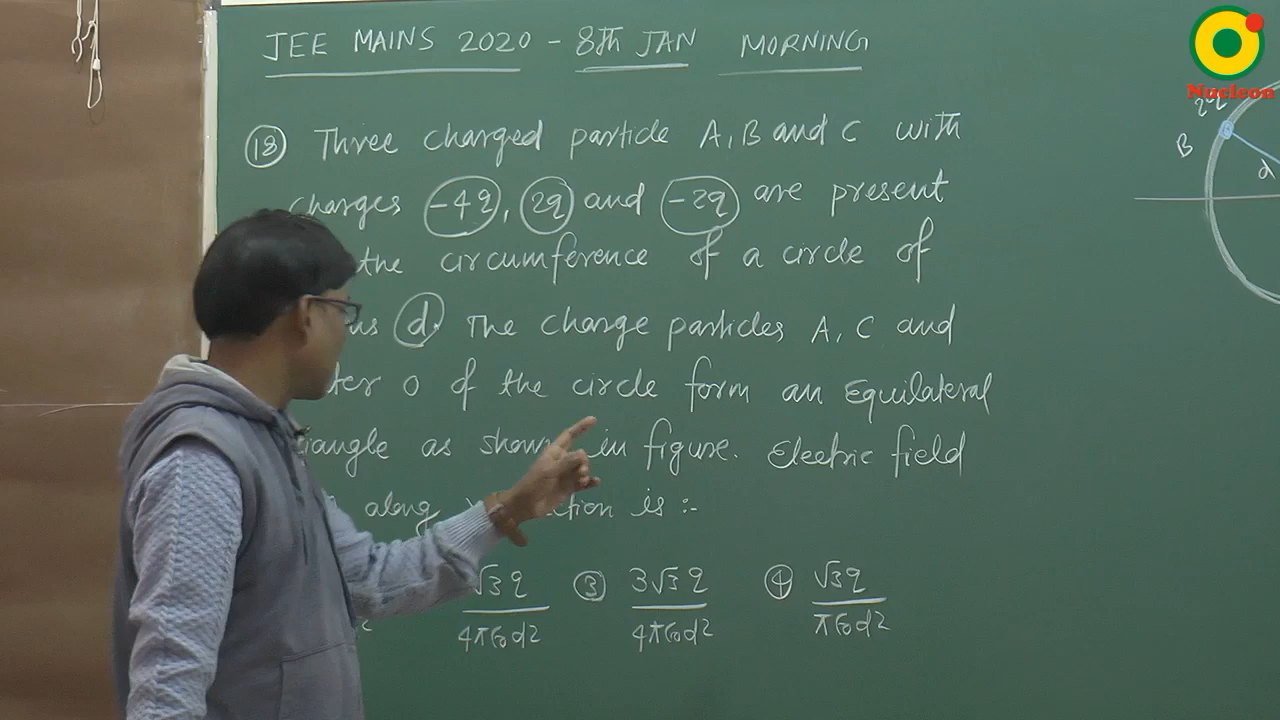 JEE MAINS 2020 - 8th JAN MORNING
Nucleon
2q
B
d
18 Three charged particle A, B and C with
charges -4q, 2q and -2q are present
the circumference of a circle of
d. The charge particles A, C and
O of the circle form an Equilateral
as shown in figure. Electric field
along is :-
√3 q / 4πϵ0d2 3 3√3 q / 4πϵ0d2 4 √3 q / πϵ0d2